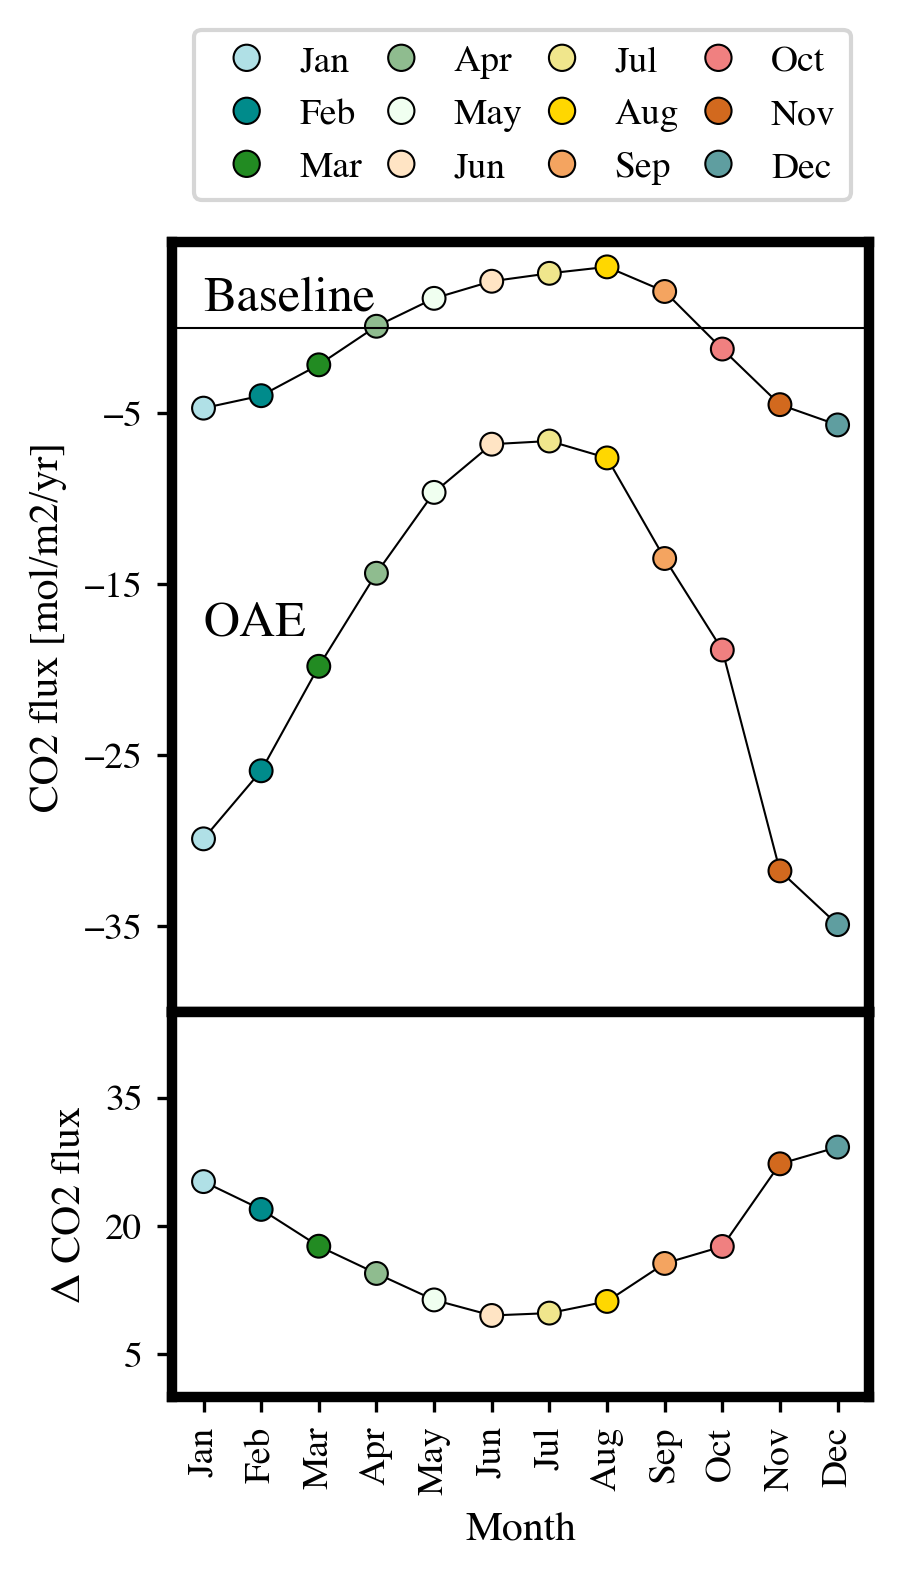 Jan Apr Jul Oct
Feb May Aug Nov
Mar Jun Sep Dec
Baseline
−5
OAE
−15
−25
−35
CO2 flux [mol/m2/yr]
35
20
5
Δ CO2 flux
Jan Feb Mar Apr May Jun Jul Aug Sep Oct Nov Dec
Month